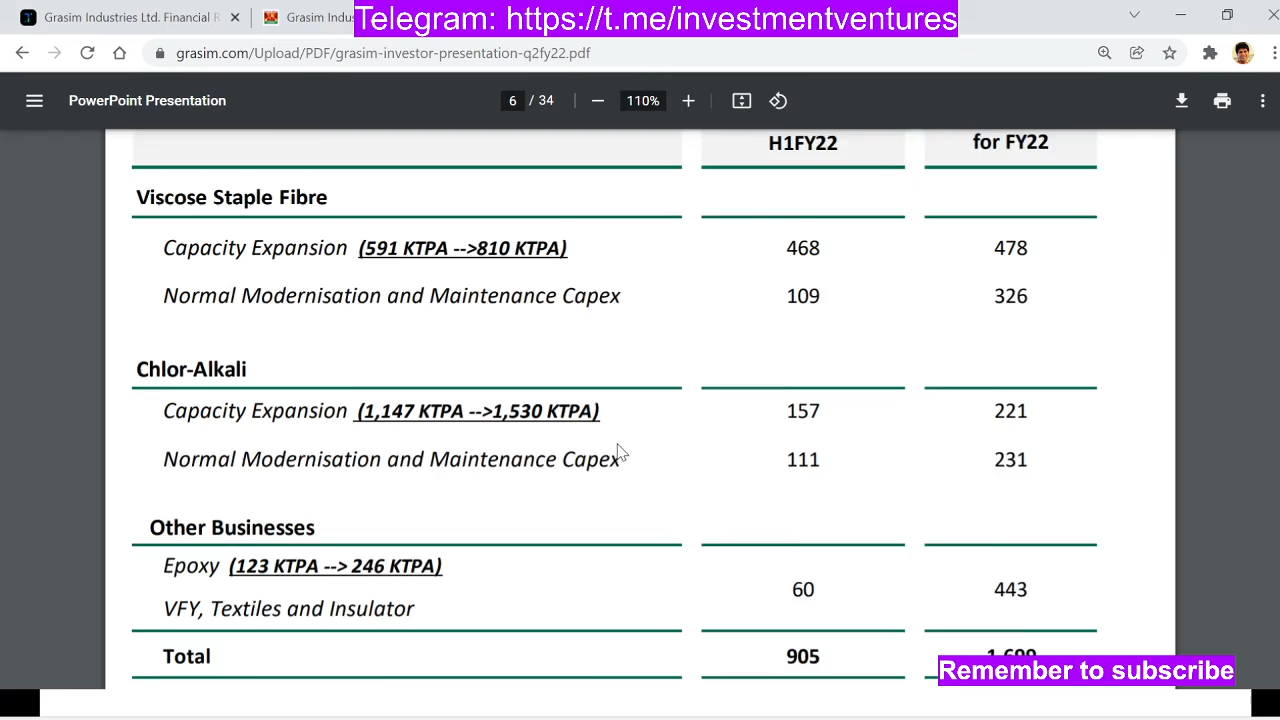 Grasim Industries Ltd. Financial R
Grasim Indus
Telegram: https://t.me/investmentventures
grasim.com/Upload/PDF/grasim-investor-presentation-q2fy22.pdf
PowerPoint Presentation
6 / 34
110%
H1FY22 for FY22
Viscose Staple Fibre
Capacity Expansion (591 KTPA -->810 KTPA) 468 478
Normal Modernisation and Maintenance Capex 109 326
Chlor-Alkali
Capacity Expansion (1,147 KTPA -->1,530 KTPA) 157 221
Normal Modernisation and Maintenance Capex 111 231
Other Businesses
Epoxy (123 KTPA --> 246 KTPA)
60 443
VFY, Textiles and Insulator
Total 905
Remember to subscribe